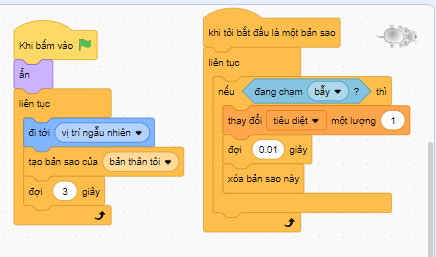 Khi bấm vào
ẩn
liên tục
đi tới vị trí ngẫu nhiên
tạo bản sao của bản thân tôi
đợi 3 giây
khi tôi bắt đầu là một bản sao
liên tục
nếu đang chạm bẫy ? thì
thay đổi tiêu diệt một lượng 1
đợi 0.01 giây
xóa bản sao này